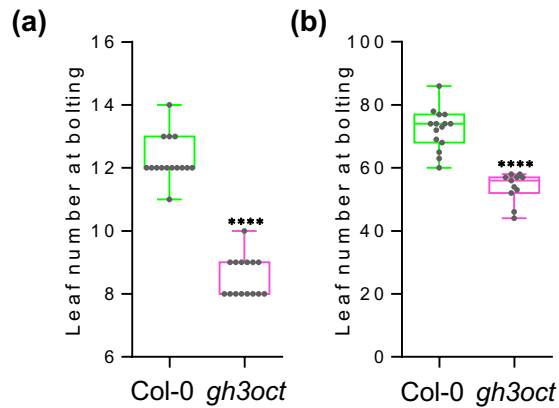 (a)
Leaf number at bolting
16
14
12
10
8
6
****
Col-0 gh3oct
(b)
Leaf number at bolting
100
80
60
40
20
0
****
Col-0 gh3oct